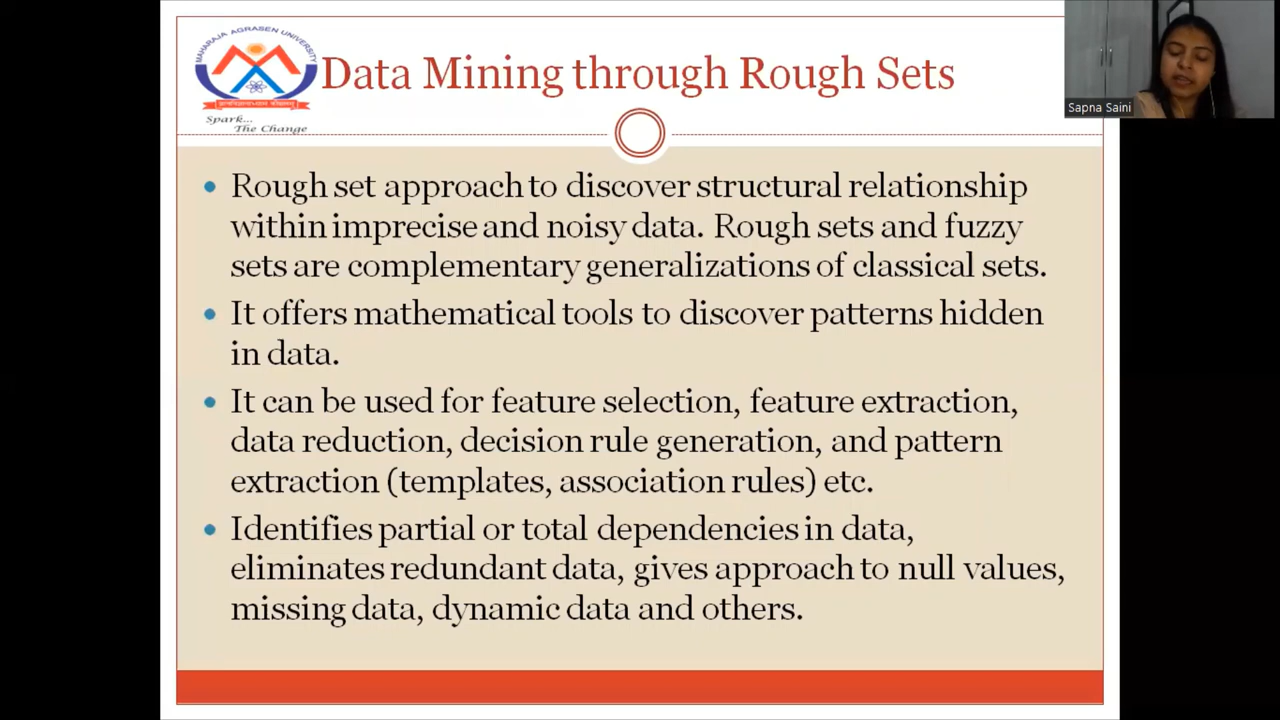 MAHARAJA AGRASEN UNIVERSITY
Spark...
The Change
Data Mining through Rough Sets
Sapna Saini
Rough set approach to discover structural relationship
within imprecise and noisy data. Rough sets and fuzzy
sets are complementary generalizations of classical sets.
It offers mathematical tools to discover patterns hidden
in data.
It can be used for feature selection, feature extraction,
data reduction, decision rule generation, and pattern
extraction (templates, association rules) etc.
Identifies partial or total dependencies in data,
eliminates redundant data, gives approach to null values,
missing data, dynamic data and others.